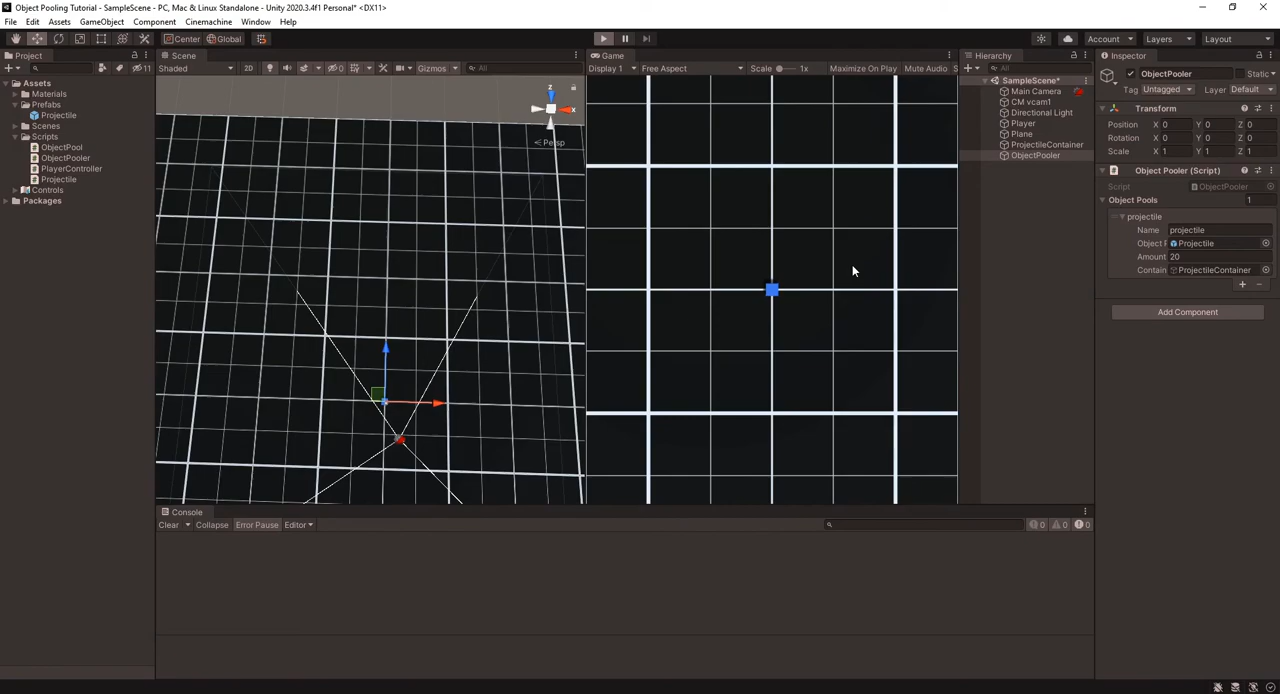 Object Pooling Tutorial - SampleScene - PC, Mac & Linux Standalone - Unity 2020.3.4f1 Personal* <DX11>
File Edit Assets GameObject Component Cinemachine Window Help
Center Global
Account Layers Layout
Project
11
Assets
Materials
Prefabs
Projectile
Scenes
Scripts
ObjectPool
ObjectPooler
PlayerController
Projectile
Controls
Packages
Scene
Shaded 2D 0 Gizmos All
z
x
Persp
Game
Display 1 Free Aspect Scale 1x Maximize On Play Mute Audio S
Console
Clear Collapse Error Pause Editor
0 0 0
Hierarchy
All
SampleScene*
Main Camera
CM vcam1
Directional Light
Player
Plane
ProjectileContainer
ObjectPooler
Inspector
ObjectPooler Static
Tag Untagged Layer Default
Transform
Position X 0 Y 0 Z 0
Rotation X 0 Y 0 Z 0
Scale X 1 Y 1 Z 1
Object Pooler (Script)
Script ObjectPooler
Object Pools 1
projectile
Name projectile
Object P Projectile
Amount 20
Contain ProjectileContainer
Add Component